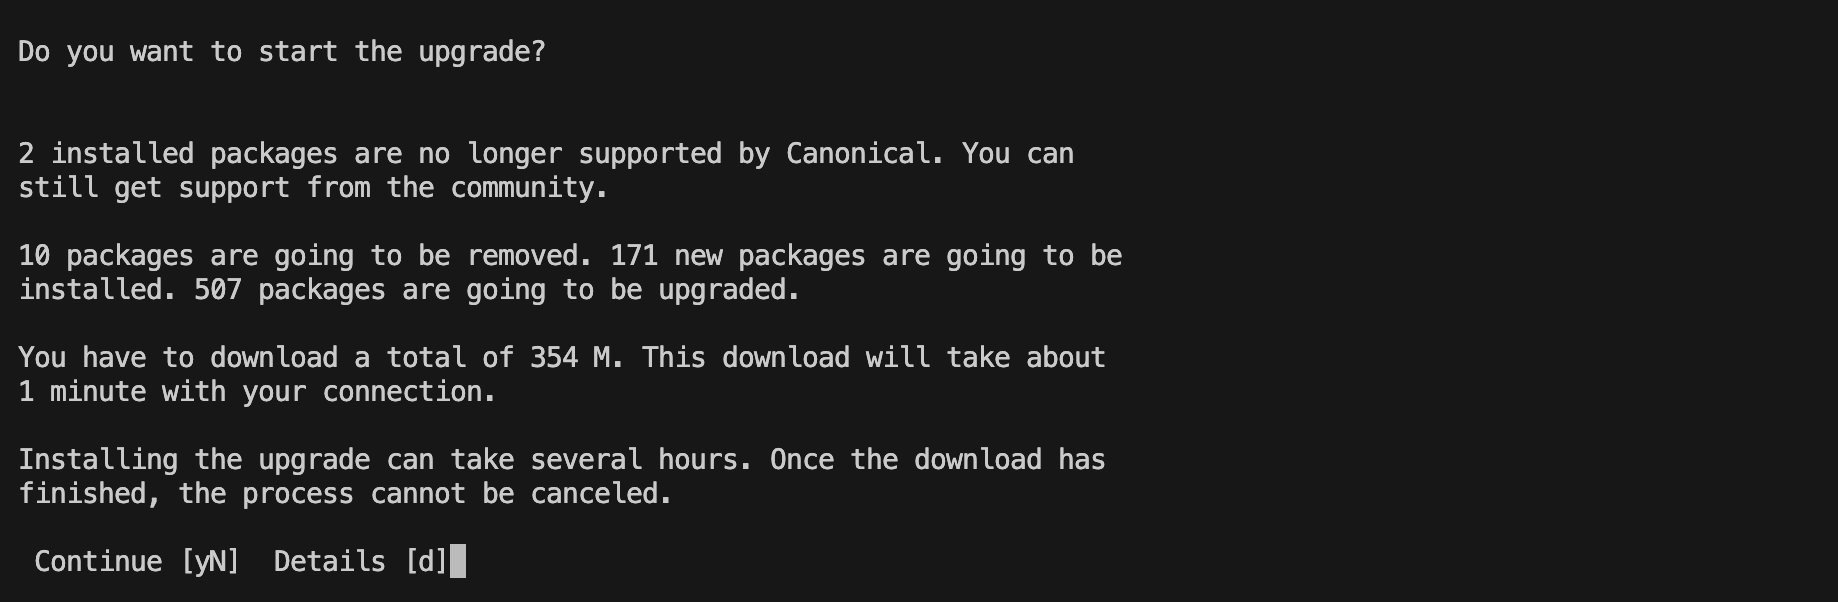 Do you want to start the upgrade?
2 installed packages are no longer supported by Canonical. You can
still get support from the community.
10 packages are going to be removed. 171 new packages are going to be
installed. 507 packages are going to be upgraded.
You have to download a total of 354 M. This download will take about
1 minute with your connection.
Installing the upgrade can take several hours. Once the download has
finished, the process cannot be canceled.
Continue [yN]  Details [d]